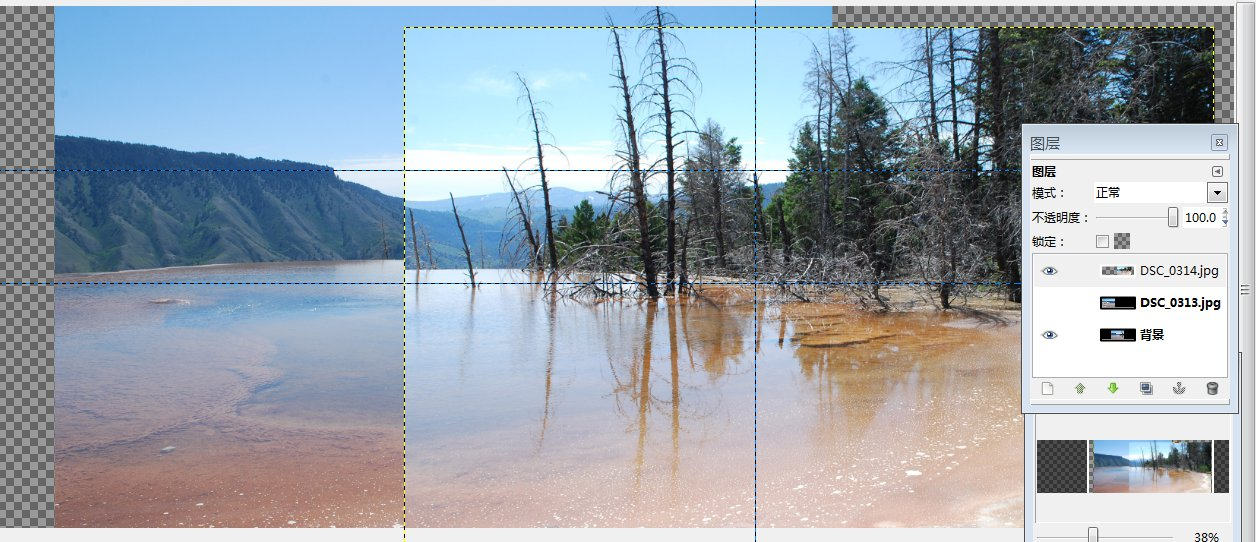 图层
图层
模式：
正常
不透明度：
100.0
锁定：
DSC_0314.jpg
DSC_0313.jpg
背景
38%